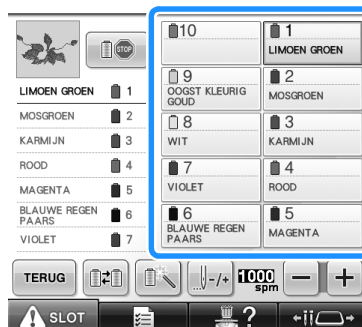 STOP
LIMOEN GROEN 1
MOSGROEN 2
KARMIJN 3
ROOD 4
MAGENTA 5
BLAUWE REGEN
PAARS 6
VIOLET 7
10
1
LIMOEN GROEN
9
OOGST KLEURIG
GOUD
2
MOSGROEN
8
WIT
3
KARMIJN
7
VIOLET
4
ROOD
6
BLAUWE REGEN
PAARS
5
MAGENTA
TERUG
-/+
1000
spm
-
+
SLOT
?